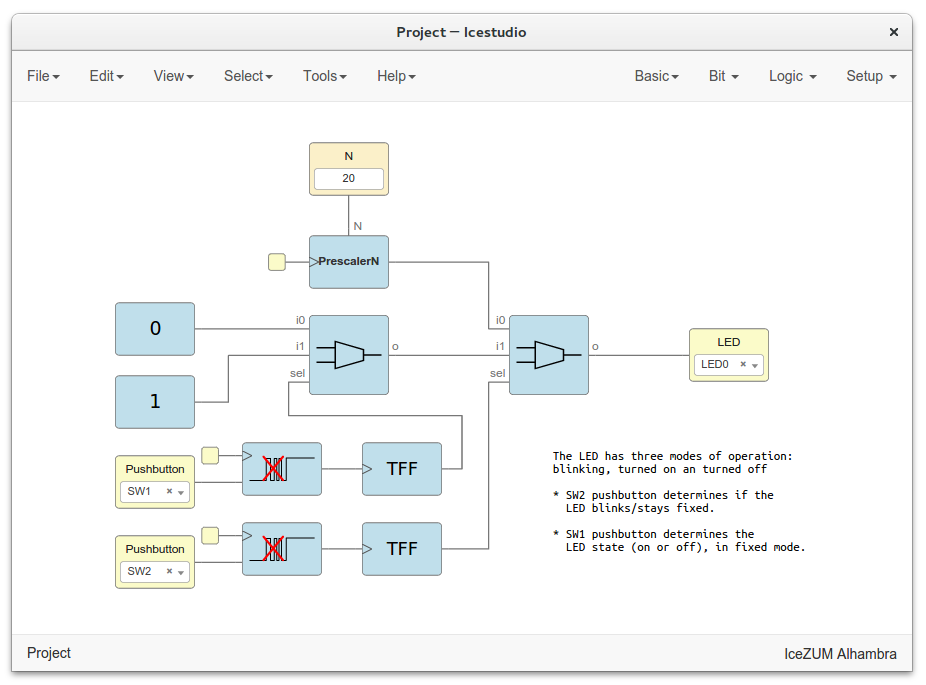 Project – Icestudio
File Edit View Select Tools Help Basic Bit Logic Setup
N
20
N
PrescalerN
0
i0
i1
sel
o
i0
i1
sel
o
LED
LED0
1
Pushbutton
SW1
TFF
Pushbutton
SW2
TFF
The LED has three modes of operation:
blinking, turned on an turned off
* SW2 pushbutton determines if the
LED blinks/stays fixed.
* SW1 pushbutton determines the
LED state (on or off), in fixed mode.
Project
IceZUM Alhambra